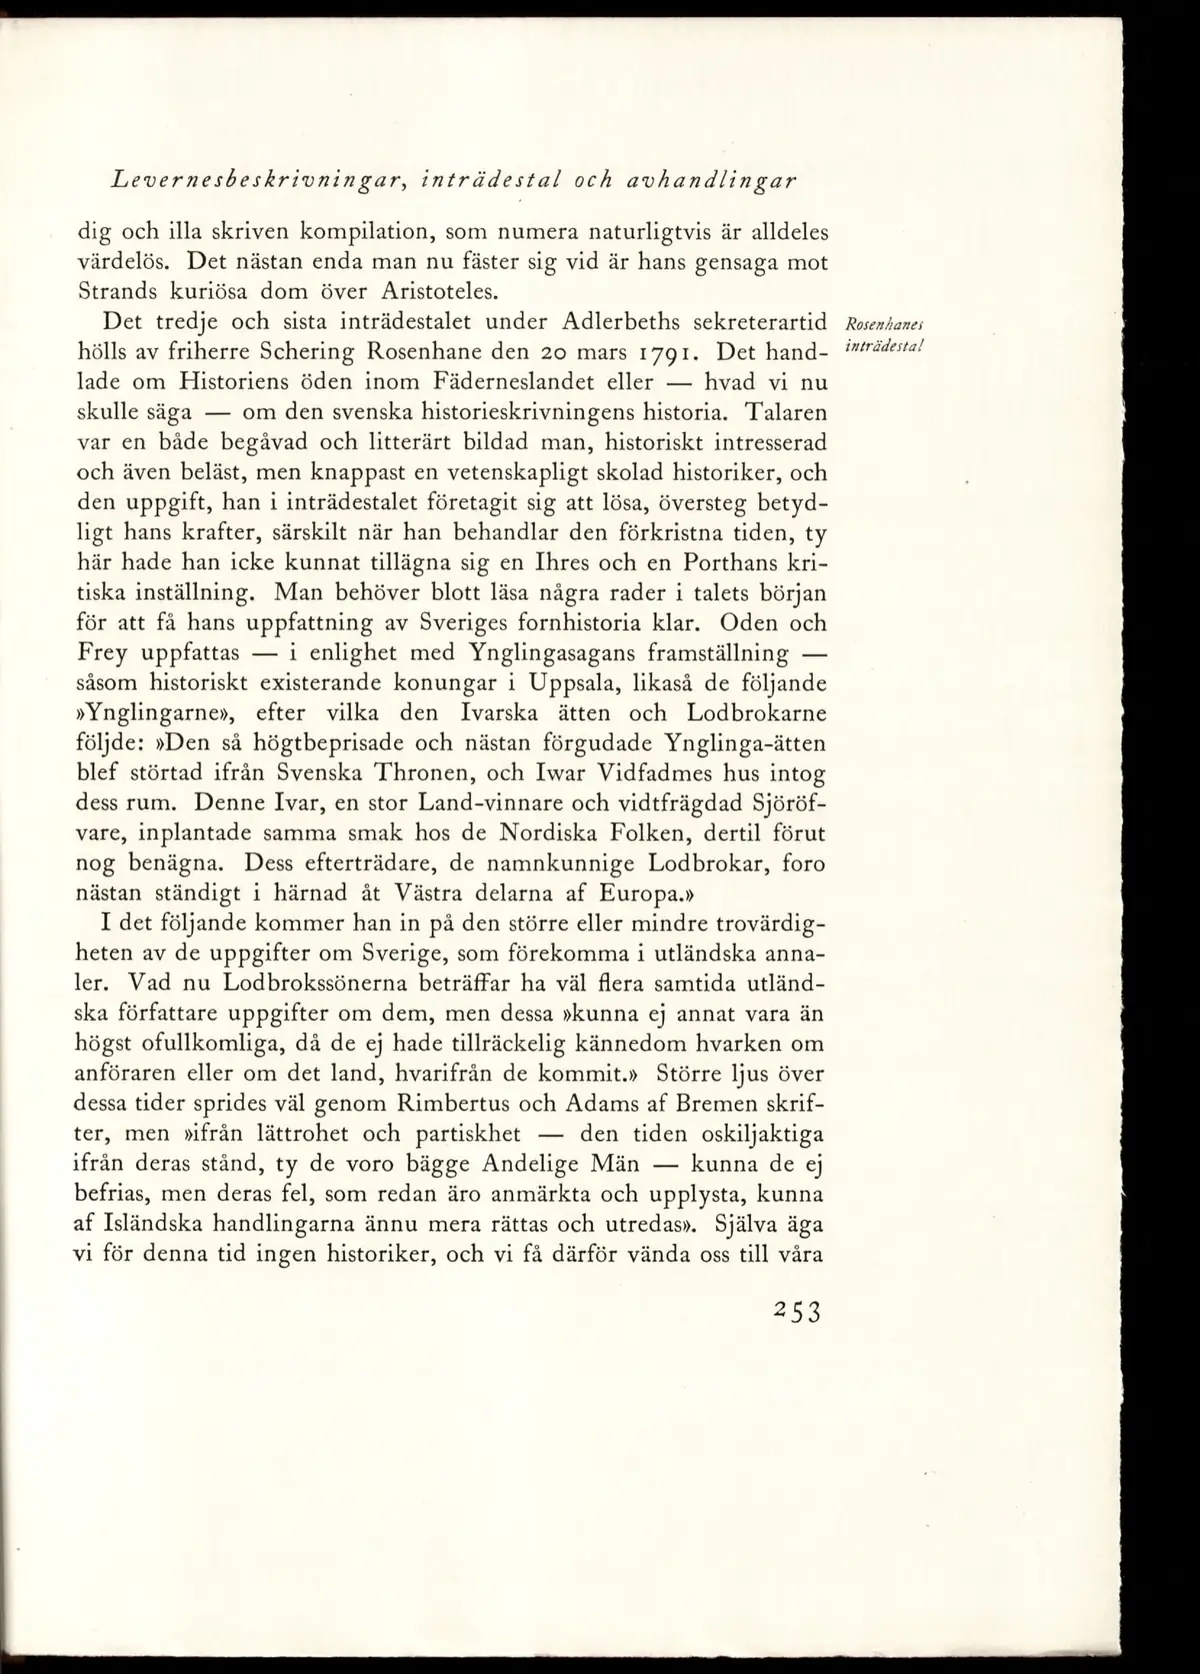 Levernesbeskrivningar, inträdestal och avhandlingar
dig och illa skriven kompilation, som numera naturligtvis är alldeles
värdelös. Det nästan enda man nu fäster sig vid är hans gensaga mot
Strands kuriösa dom över Aristoteles.
Det tredje och sista inträdestalet under Adlerbeths sekreterartid
Rosenhanes
inträdestal
hölls av friherre Schering Rosenhane den 20 mars 1791. Det hand-
lade om Historiens öden inom Fäderneslandet eller — hvad vi nu
skulle säga — om den svenska historieskrivningens historia. Talaren
var en både begåvad och litterärt bildad man, historiskt intresserad
och även beläst, men knappast en vetenskapligt skolad historiker, och
den uppgift, han i inträdestalet företagit sig att lösa, översteg betyd-
ligt hans krafter, särskilt när han behandlar den förkristna tiden, ty
här hade han icke kunnat tillägna sig en Ihres och en Porthans kri-
tiska inställning. Man behöver blott läsa några rader i talets början
för att få hans uppfattning av Sveriges fornhistoria klar. Oden och
Frey uppfattas — i enlighet med Ynglingasagans framställning —
såsom historiskt existerande konungar i Uppsala, likaså de följande
»Ynglingarne», efter vilka den Ivarska ätten och Lodbrokarne
följde: »Den så högtbeprisade och nästan förgudade Ynglinga-ätten
blef störtad ifrån Svenska Thronen, och Iwar Vidfadmes hus intog
dess rum. Denne Ivar, en stor Land-vinnare och vidtfrägdad Sjöröf-
vare, inplantade samma smak hos de Nordiska Folken, dertil förut
nog benägna. Dess efterträdare, de namnkunnige Lodbrokar, foro
nästan ständigt i härnad åt Västra delarna af Europa.»
I det följande kommer han in på den större eller mindre trovärdig-
heten av de uppgifter om Sverige, som förekomma i utländska anna-
ler. Vad nu Lodbrokssönerna beträffar ha väl flera samtida utländ-
ska författare uppgifter om dem, men dessa »kunna ej annat vara än
högst ofullkomliga, då de ej hade tillräckelig kännedom hvarken om
anföraren eller om det land, hvarifrån de kommit.» Större ljus över
dessa tider sprides väl genom Rimbertus och Adams af Bremen skrif-
ter, men »ifrån lättrohet och partiskhet — den tiden oskiljaktiga
ifrån deras stånd, ty de voro bägge Andelige Män — kunna de ej
befrias, men deras fel, som redan äro anmärkta och upplysta, kunna
af Isländska handlingarna ännu mera rättas och utredas». Själva äga
vi för denna tid ingen historiker, och vi få därför vända oss till våra
253